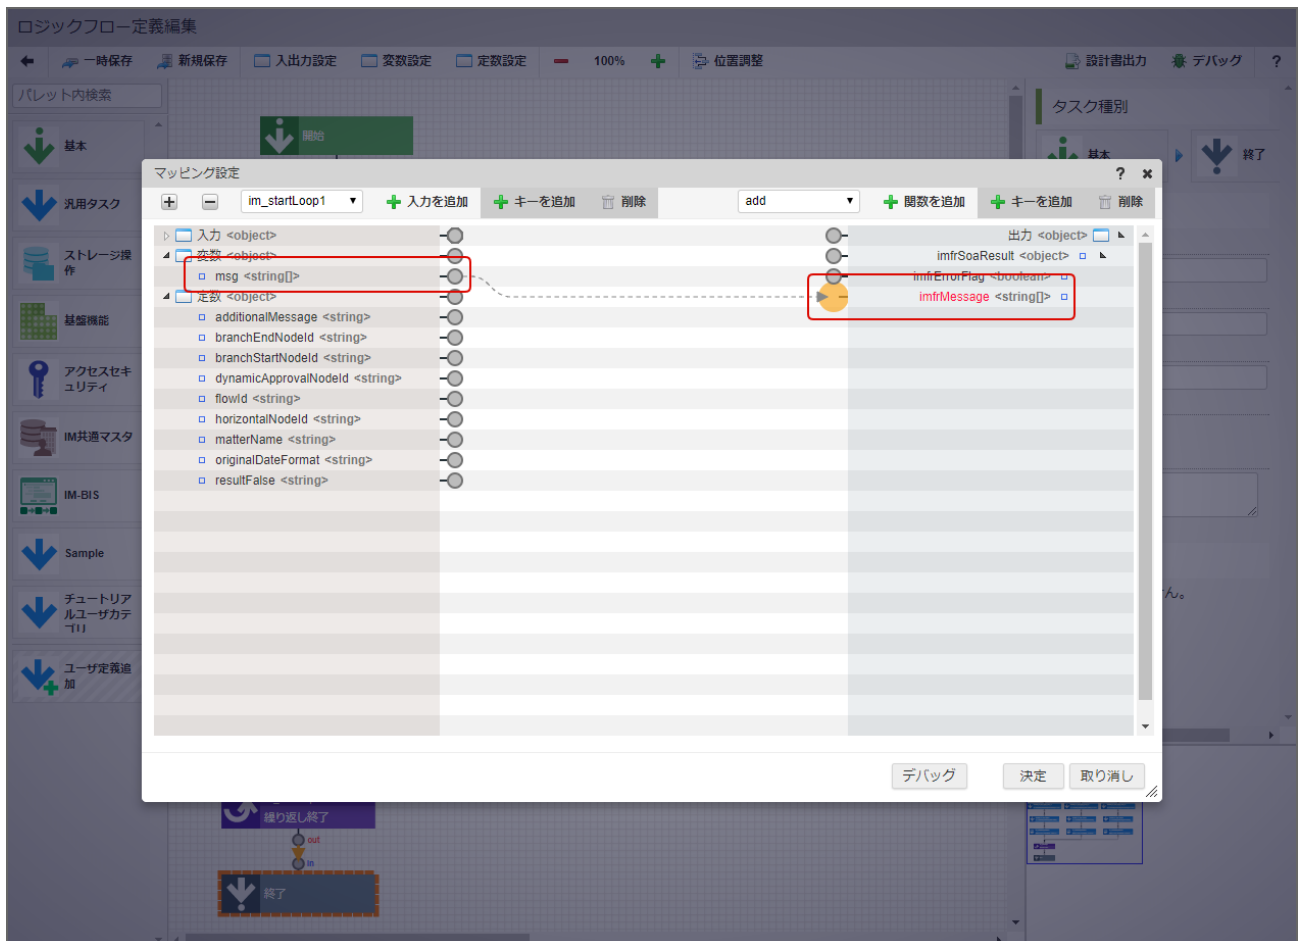 ロジックフロー定義編集
一時保存 新規保存 入出力設定 変数設定 定数設定 100% 位置調整 設計書出力 デバッグ ?
パレット内検索
タスク種別
開始
基本
基本
終了
マッピング設定 ?
汎用タスク
im_startLoop1 入力を追加 キーを追加 削除 add 関数を追加 キーを追加 削除
入力 <object>
出力 <object>
ストレージ操
作
変数 <object>
imfrSoaResult <object>
msg <string[]>
imfrErrorFlag <boolean>
定数 <object>
imfrMessage <string[]>
基盤機能
additionalMessage <string>
branchEndNodeId <string>
branchStartNodeId <string>
アクセスセキ
ュリティ
dynamicApprovalNodeId <string>
flowId <string>
horizontalNodeId <string>
IM共通マスタ
matterName <string>
originalDateFormat <string>
resultFalse <string>
IM-BIS
Sample
チュートリア
ルユーザカテ
ゴリ
ん。
ユーザ定義追
加
デバッグ 決定 取り消し
繰り返し終了
out
in
終了